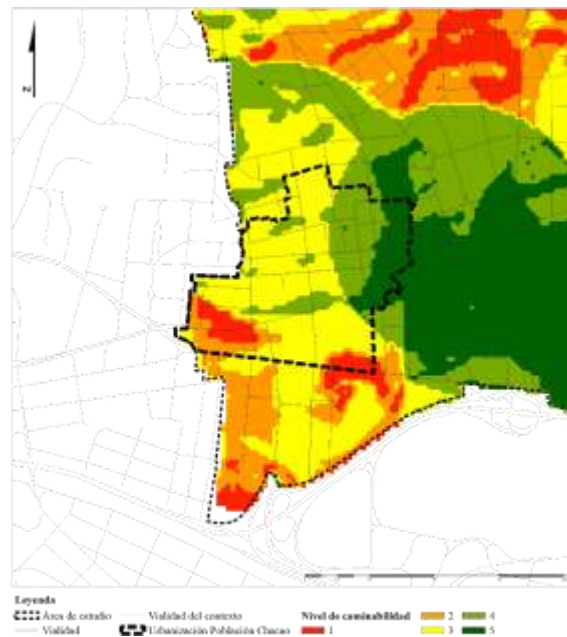 N
Leyenda
Área de estudio Vialidad del contexto Nivel de caminabilidad 2 4
Vialidad Urbanización Población Chacao 1 3 5